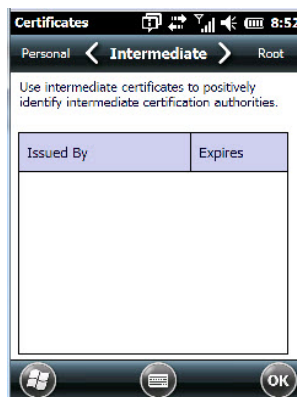 Certificates 8:52
Personal Intermediate Root
Use intermediate certificates to positively
identify intermediate certification authorities.
Issued By Expires
OK